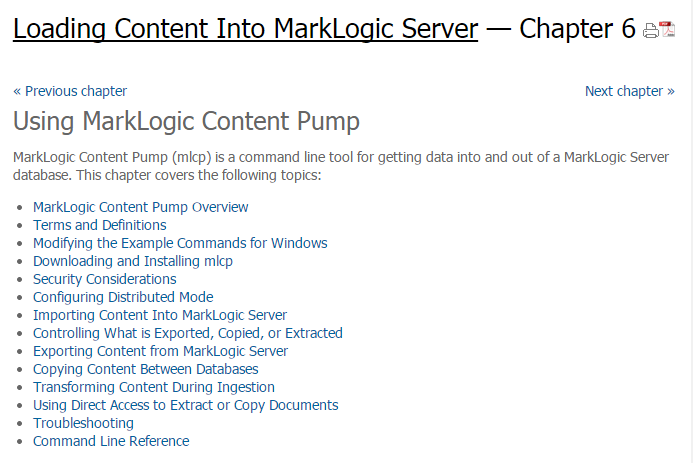 Loading Content Into MarkLogic Server — Chapter 6
« Previous chapter
Next chapter »
Using MarkLogic Content Pump
MarkLogic Content Pump (mlcp) is a command line tool for getting data into and out of a MarkLogic Server
database. This chapter covers the following topics:
• MarkLogic Content Pump Overview
• Terms and Definitions
• Modifying the Example Commands for Windows
• Downloading and Installing mlcp
• Security Considerations
• Configuring Distributed Mode
• Importing Content Into MarkLogic Server
• Controlling What is Exported, Copied, or Extracted
• Exporting Content from MarkLogic Server
• Copying Content Between Databases
• Transforming Content During Ingestion
• Using Direct Access to Extract or Copy Documents
• Troubleshooting
• Command Line Reference